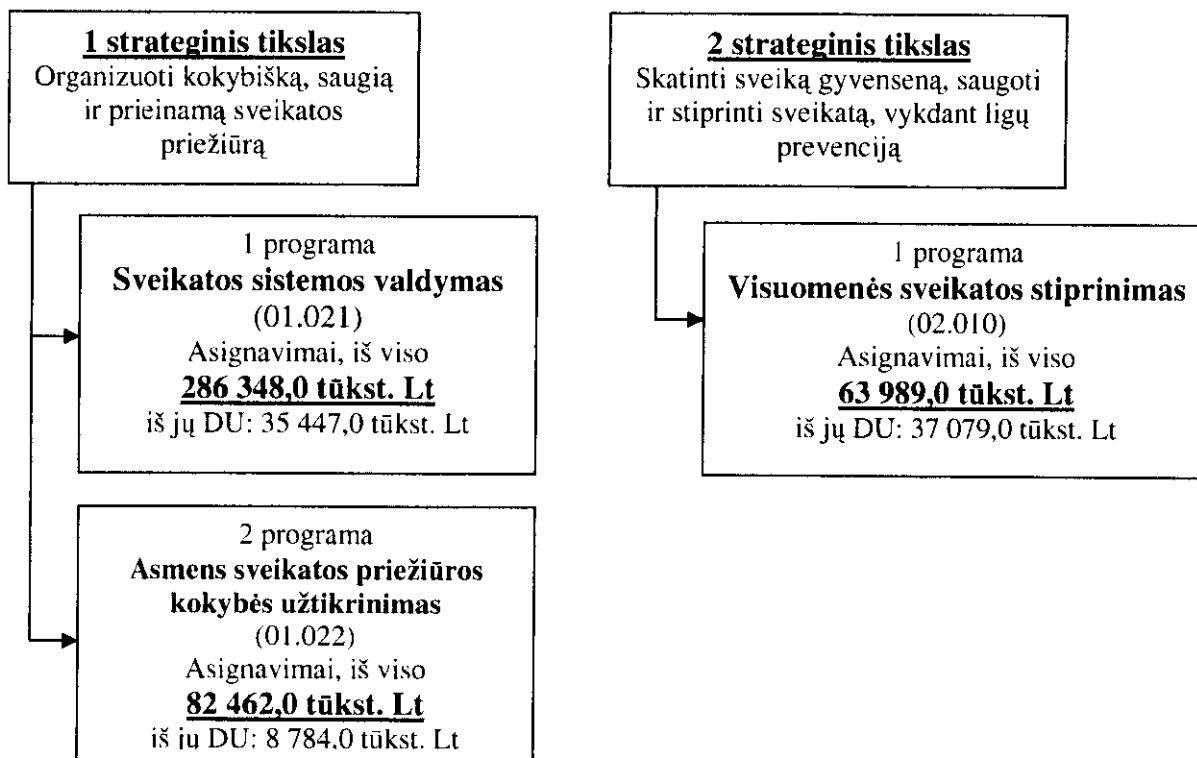 1 strateginis tikslas
Organizuoti kokybišką, saugią
ir prieinamą sveikatos
priežiūrą
2 strateginis tikslas
Skatinti sveiką gyvenseną, saugoti
ir stiprinti sveikatą, vykdant ligų
prevenciją
1 programa
Sveikatos sistemos valdymas
(01.021)
Asignavimai, iš viso
286 348,0 tūkst. Lt
iš jų DU: 35 447,0 tūkst. Lt
1 programa
Visuomenės sveikatos stiprinimas
(02.010)
Asignavimai, iš viso
63 989,0 tūkst. Lt
iš jų DU: 37 079,0 tūkst. Lt
2 programa
Asmens sveikatos priežiūros
kokybės užtikrinimas
(01.022)
Asignavimai, iš viso
82 462,0 tūkst. Lt
iš jų DU: 8 784,0 tūkst. Lt